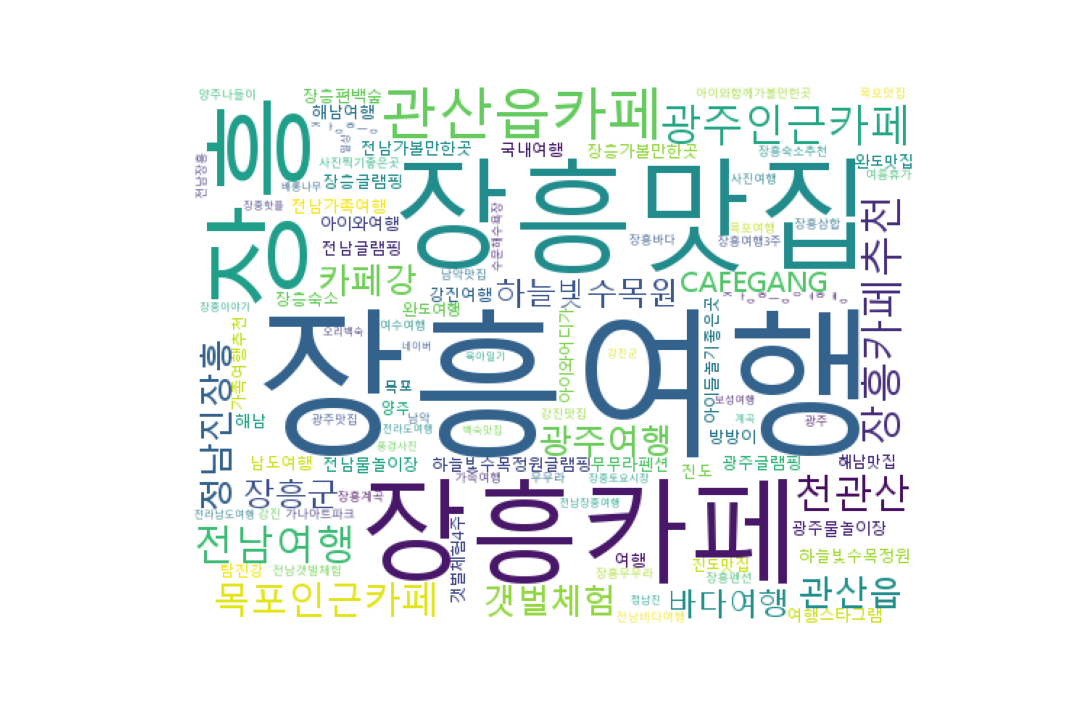 양주나들이
장흥편백숲
관산읍카페
아이와함께가볼만한곳
목포맛집
해남여행
광주인근카페
장흥
전남가볼만한곳
국내여행
장흥가볼만한곳
장흥숙소추천
완도맛집
전남장흥
일상
사진찍기좋은곳
장흥맛집
여름휴가
배롱나무
장흥글램핑
사진여행
장흥핫플
전남가족여행
수문해수욕장
장흥카페추천
아이와여행
목포여행
장흥삼합
전남글램핑
장흥바다
장흥여행3주
카페강
남악맛집
하늘빛수목원
CAFEGANG
장흥숙소
강진여행
ㅈㅏㅇㅎㅡㅇㅇㅕㅎㅐㅇ
장흥이야기
완도여행
장흥여행
가족여행추천
오리백숙
여수여행
아이와어디가
아이들놀기좋은곳
네이버
육아일기
강진군
정남진장흥
목포
보성여행
해남
광주맛집
양주
남악
강진맛집
계곡
광주
전라도여행
백숙맛집
광주여행
방방이
풍경사진
남도여행
전남물놀이장
하늘빛수목정원글램핑
무무라펜션
진도
광주글램핑
해남맛집
장흥군
장흥계곡
가족여행
무무라
장흥토요시장
천관산
장흥카페
전라남도여행
강진
가나아트파크
전남장흥여행
광주물놀이장
전남여행
갯벌체험4주
여행
진도맛집
하늘빛수목정원
탐진강
전남갯벌체험
장흥무무라
장흥펜션
목포인근카페
갯벌체험
정남진
바다여행
관산읍
전남바다여행
여행스타그램